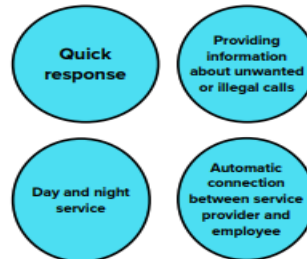 Quick
response
Providing
information
about unwanted
or illegal calls
Day and night
service
Automatic
connection
between service
provider and
employee